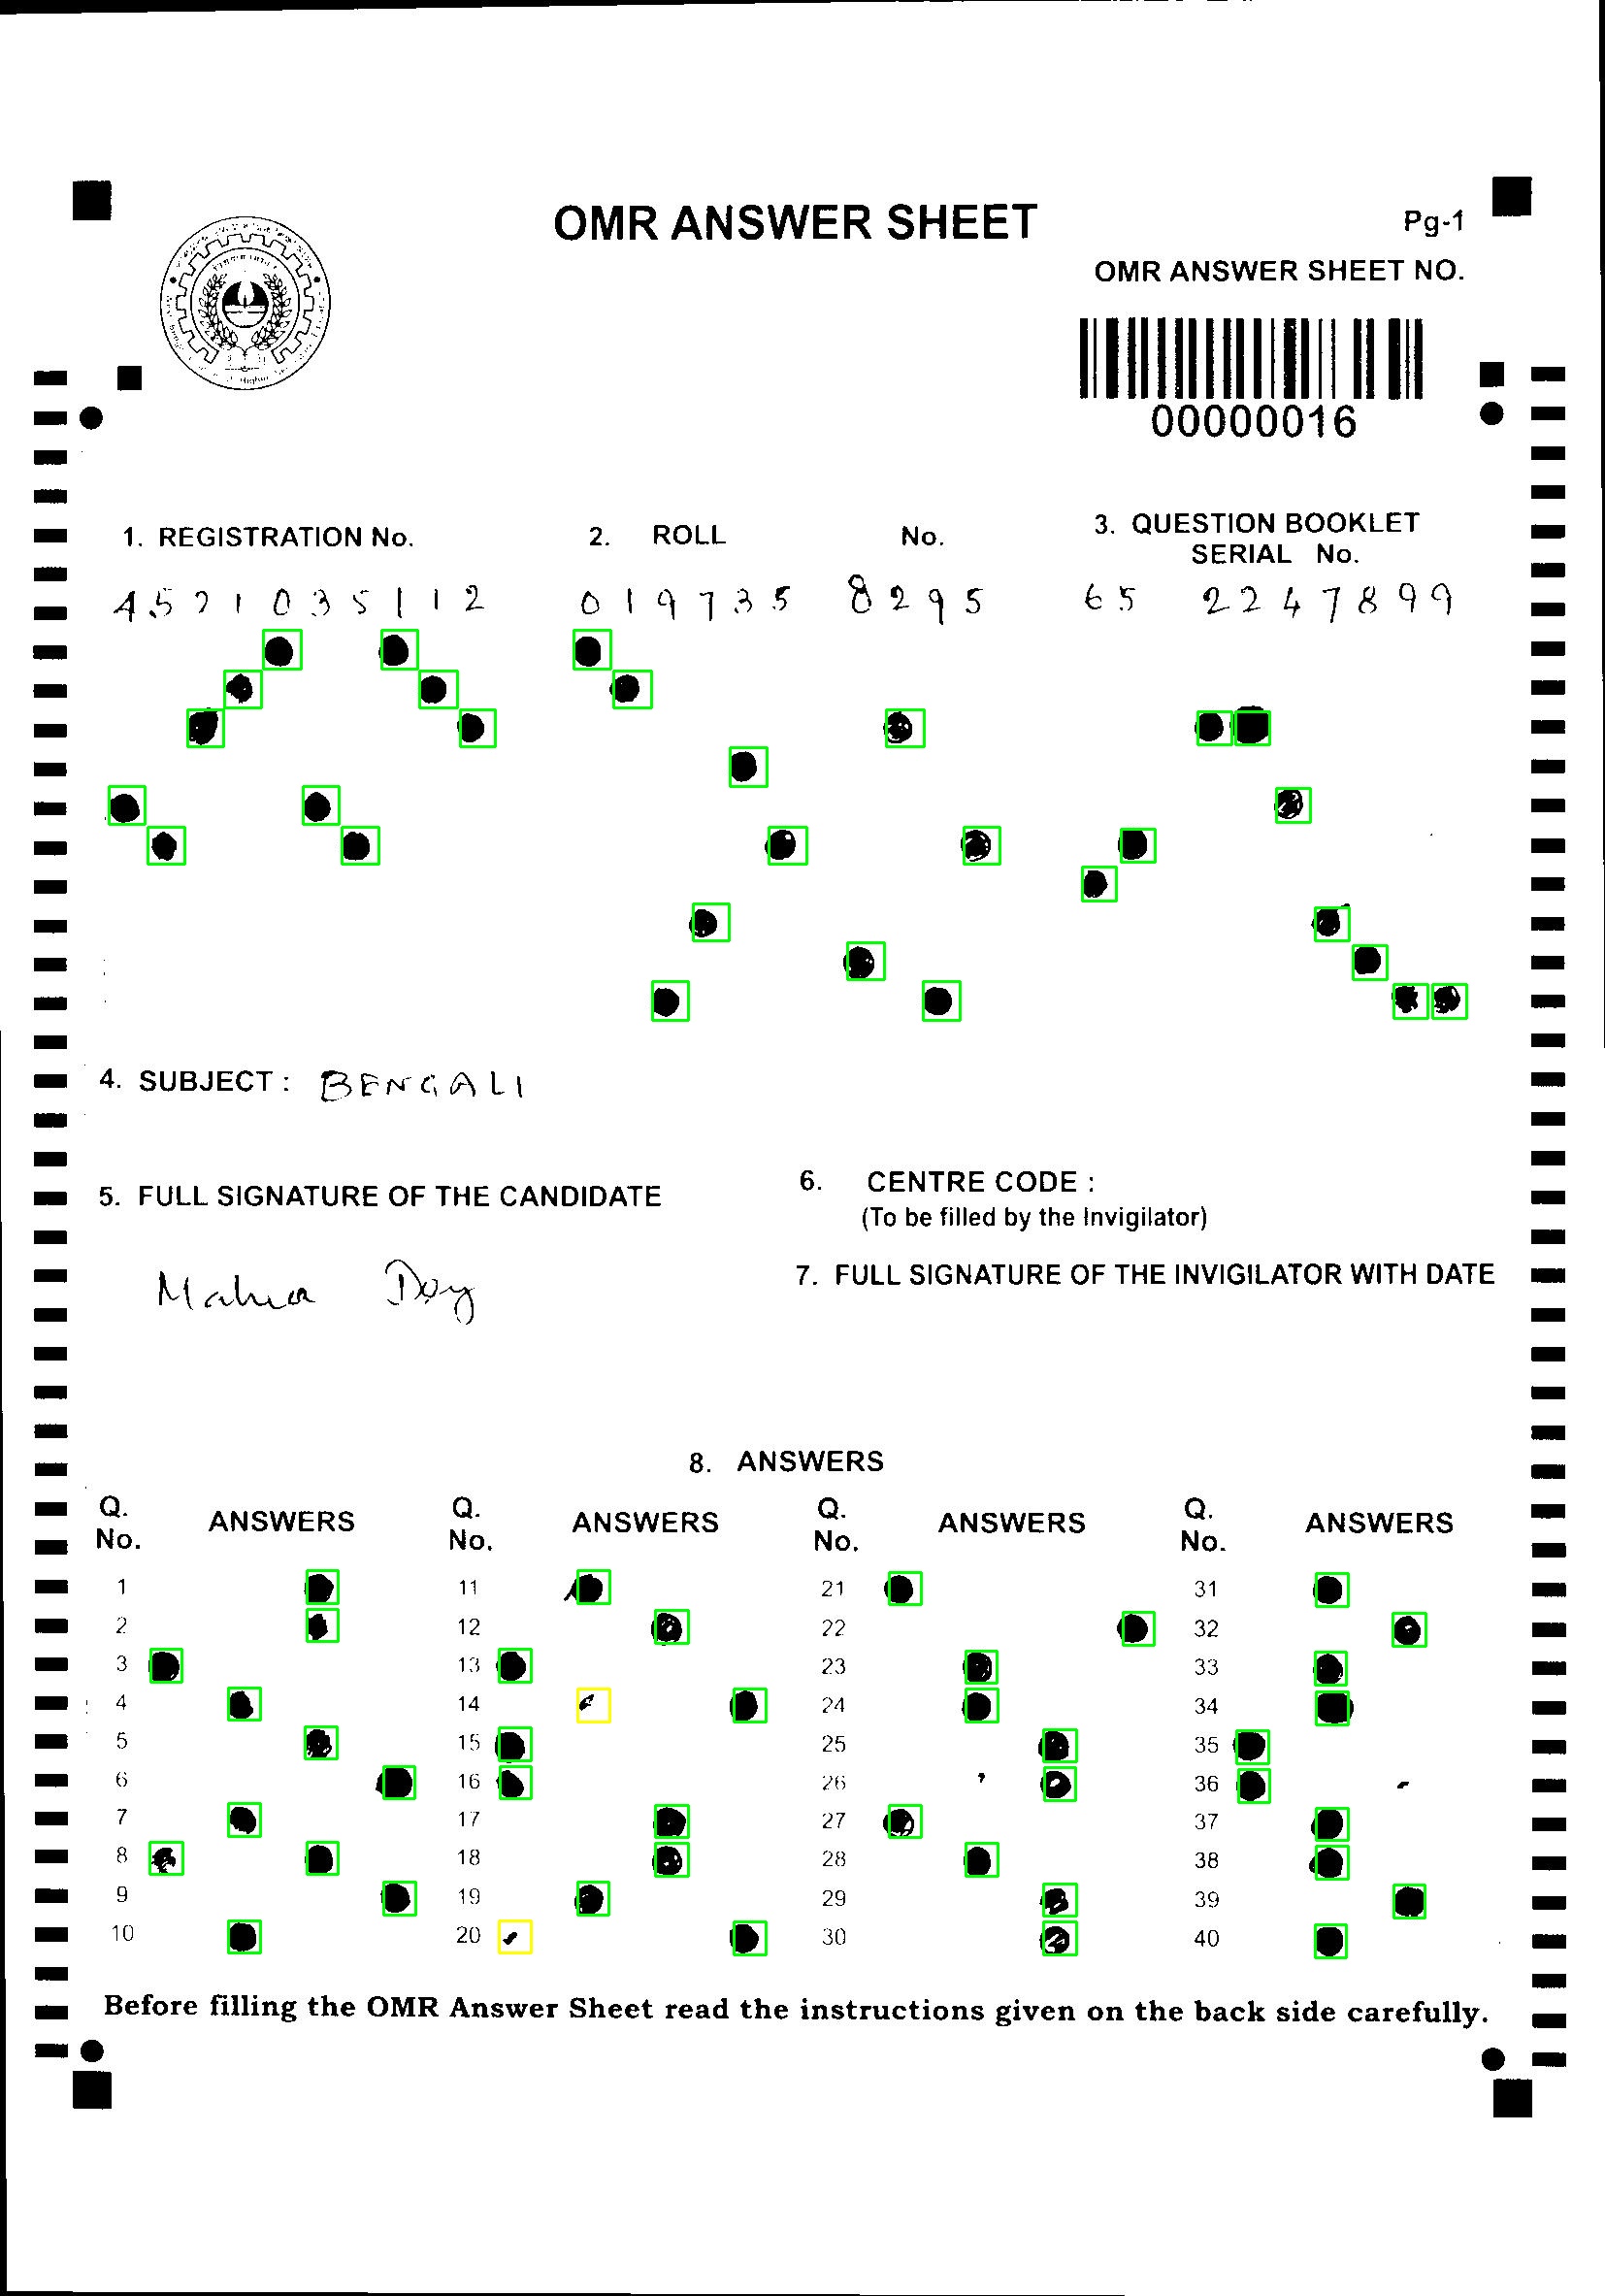 OMR ANSWER SHEET
Pg-1
OMR ANSWER SHEET NO.
00000016
1. REGISTRATION No.
2. ROLL No.
3. QUESTION BOOKLET
SERIAL No.
4521035112
019735 8295
65 2247899
4. SUBJECT : BENGALI
5. FULL SIGNATURE OF THE CANDIDATE
6. CENTRE CODE :
(To be filled by the Invigilator)
7. FULL SIGNATURE OF THE INVIGILATOR WITH DATE
Mahua Dey
8. ANSWERS
Q. No. ANSWERS Q. No. ANSWERS Q. No. ANSWERS Q. No. ANSWERS
1 11 21 31
2 12 22 32
3 13 23 33
4 14 24 34
5 15 25 35
6 16 26 36
7 17 27 37
8 18 28 38
9 19 29 39
10 20 30 40
Before filling the OMR Answer Sheet read the instructions given on the back side carefully.